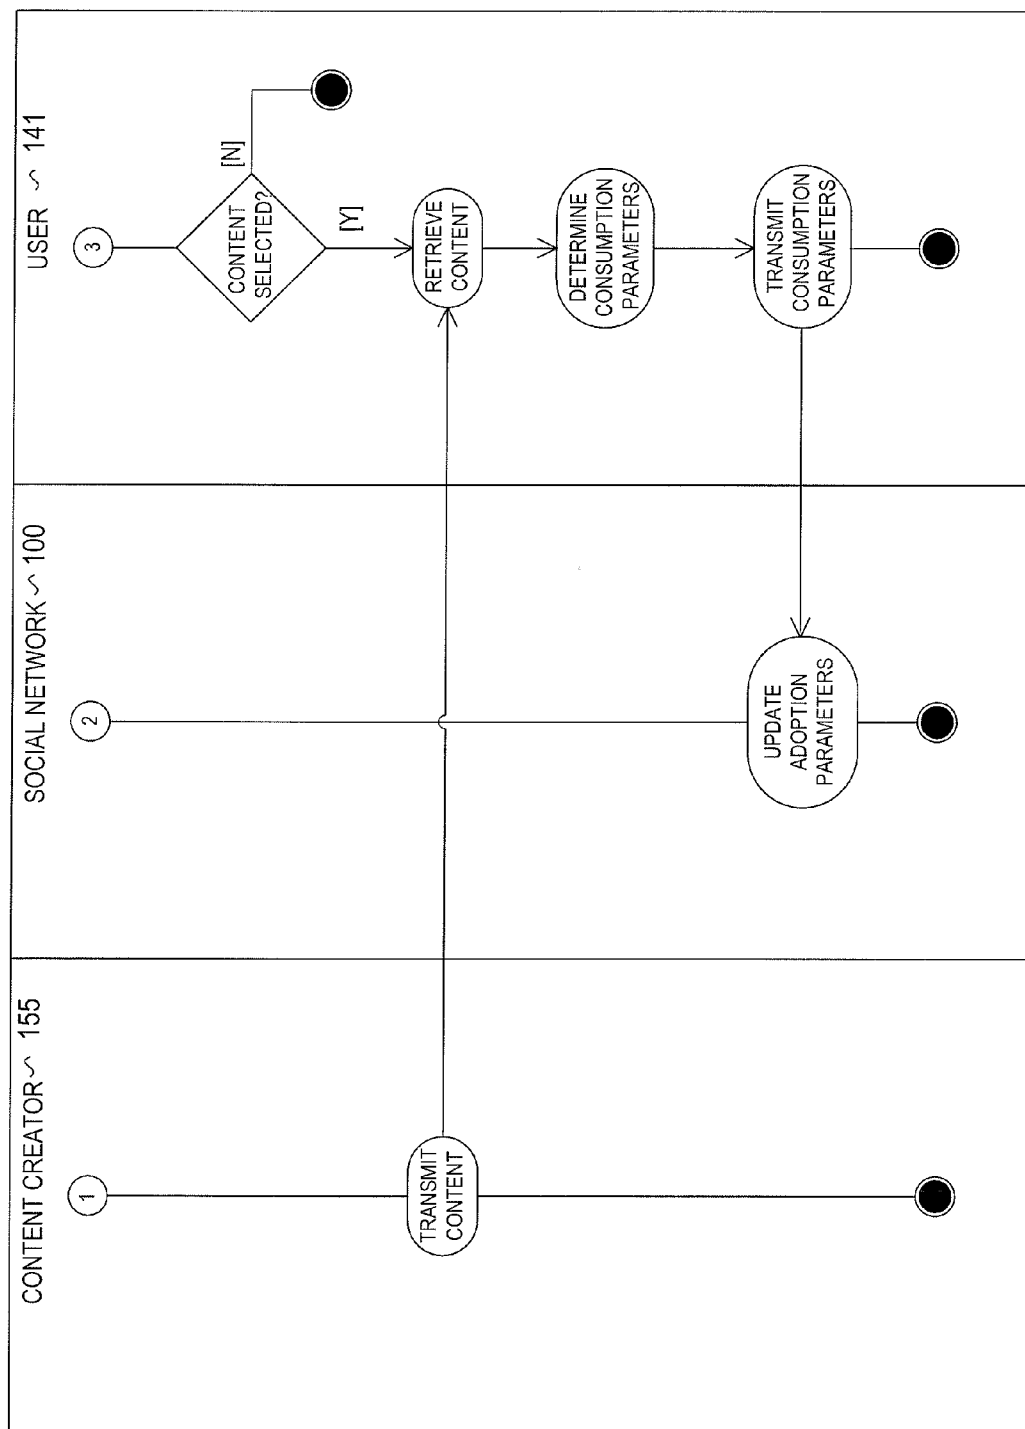 CONTENT CREATOR ~ 155
1
TRANSMIT
CONTENT
SOCIAL NETWORK ~ 100
2
UPDATE
ADOPTION
PARAMETERS
USER ~ 141
3
CONTENT
SELECTED?
[N]
[Y]
RETRIEVE
CONTENT
DETERMINE
CONSUMPTION
PARAMETERS
TRANSMIT
CONSUMPTION
PARAMETERS